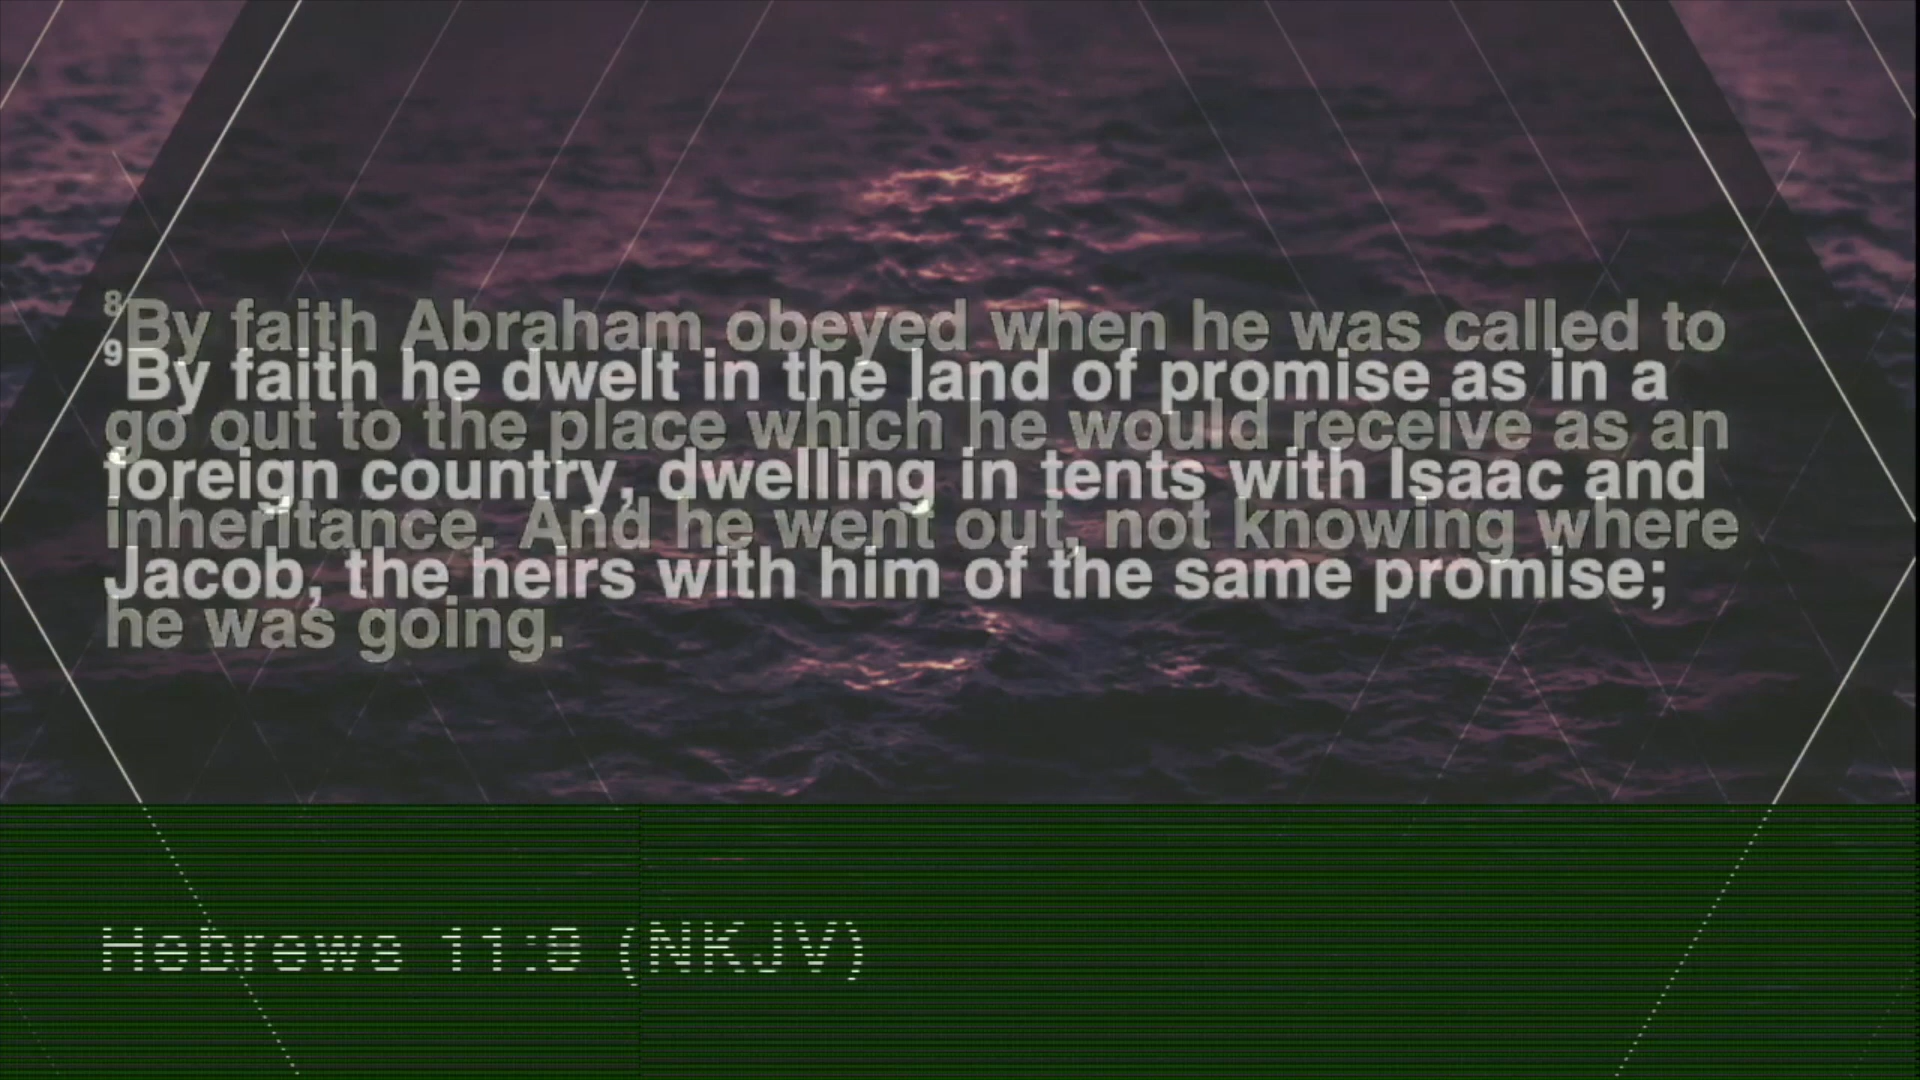 8By faith Abraham obeyed when he was called to
9By faith he dwelt in the land of promise as in a
go out to the place which he would receive as an
foreign country, dwelling in tents with Isaac and
inheritance. And he went out, not knowing where
Jacob, the heirs with him of the same promise;
he was going.
Hebrews 11:8 (NKJV)